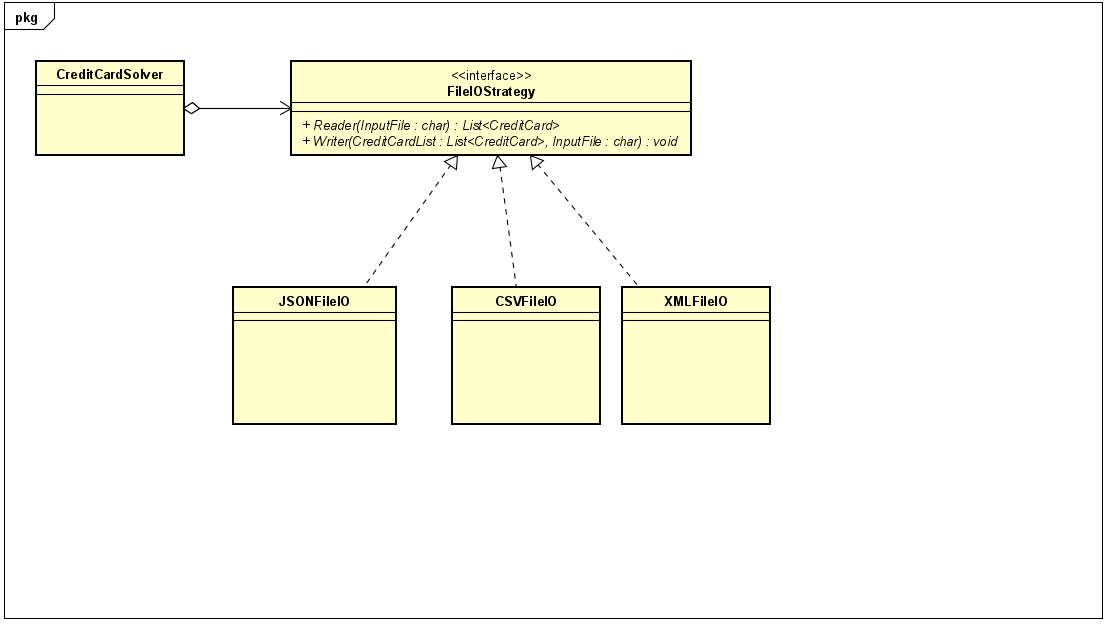 pkg
CreditCardSolver
<<interface>>
FileIOStrategy
+ Reader(InputFile : char) : List<CreditCard>
+ Writer(CreditCardList : List<CreditCard>, InputFile : char) : void
JSONFileIO
CSVFileIO
XMLFileIO